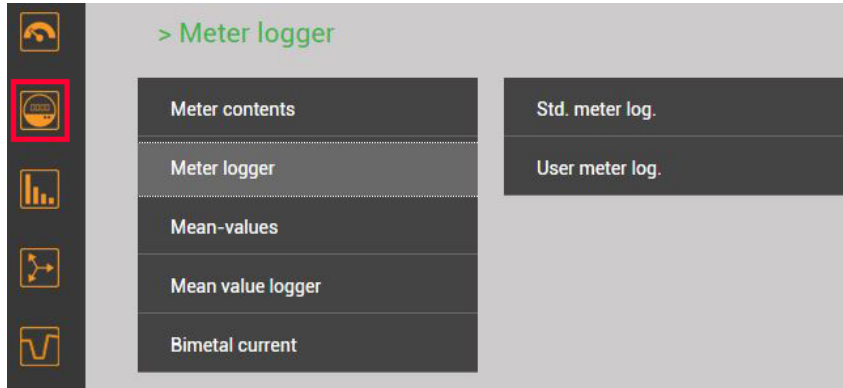 > Meter logger
Meter contents
Meter logger
Mean-values
Mean value logger
Bimetal current
Std. meter log.
User meter log.